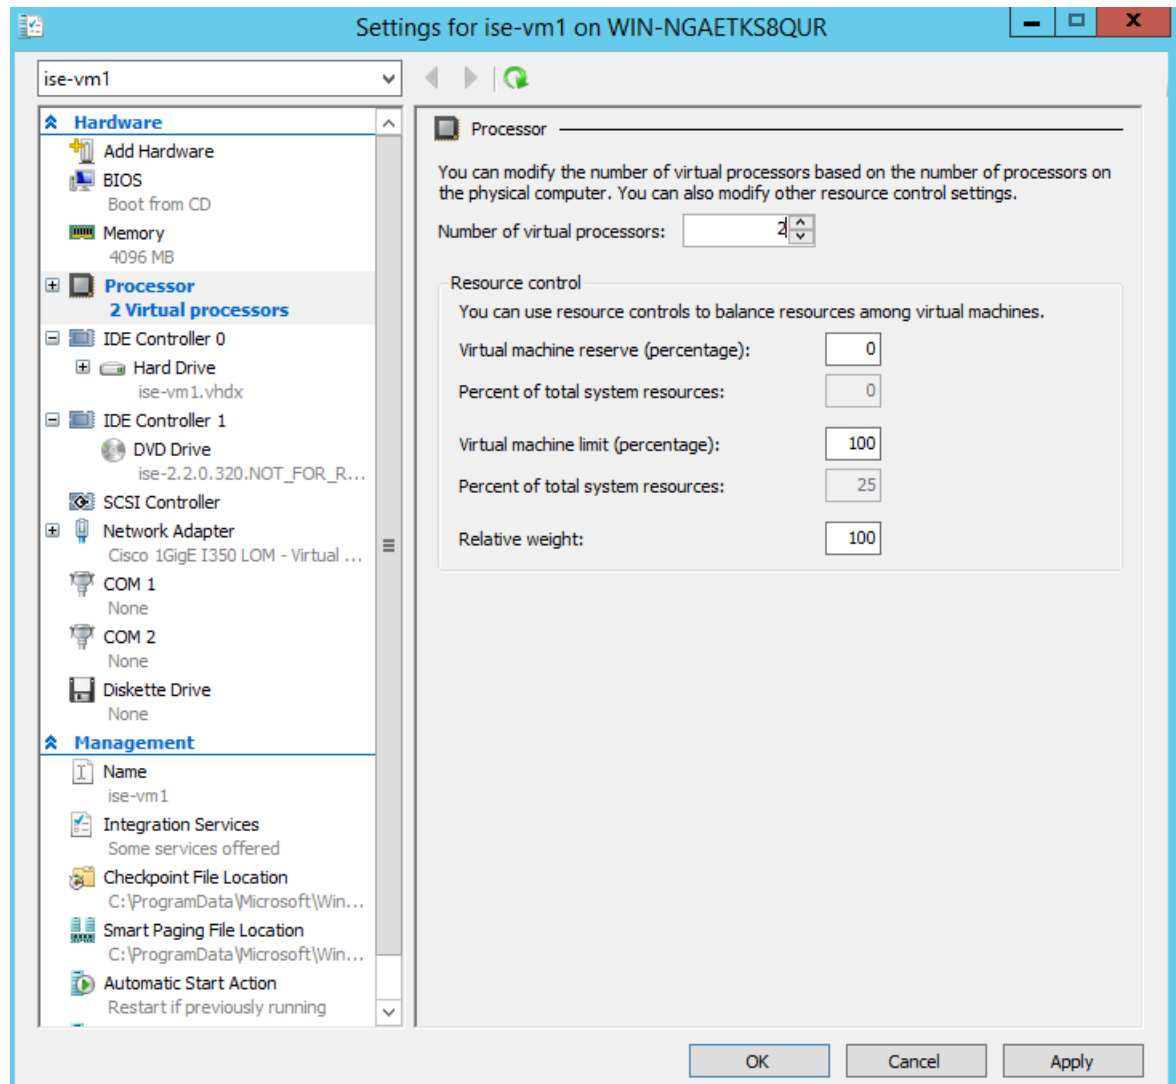 Settings for ise-vm1 on WIN-NGAETKS8QUR
X
ise-vm1
Hardware
Add Hardware
BIOS
Boot from CD
Memory
4096 MB
Processor
2 Virtual processors
IDE Controller 0
Hard Drive
ise-vm1.vhdx
IDE Controller 1
DVD Drive
ise-2.2.0.320.NOT_FOR_R...
SCSI Controller
Network Adapter
Cisco 1GigE I350 LOM - Virtual ...
COM 1
None
COM 2
None
Diskette Drive
None
Management
Name
ise-vm1
Integration Services
Some services offered
Checkpoint File Location
C:\ProgramData\Microsoft\Win...
Smart Paging File Location
C:\ProgramData\Microsoft\Win...
Automatic Start Action
Restart if previously running
Processor
You can modify the number of virtual processors based on the number of processors on
the physical computer. You can also modify other resource control settings.
Number of virtual processors: 2
Resource control
You can use resource controls to balance resources among virtual machines.
Virtual machine reserve (percentage): 0
Percent of total system resources: 0
Virtual machine limit (percentage): 100
Percent of total system resources: 25
Relative weight: 100
OK Cancel Apply